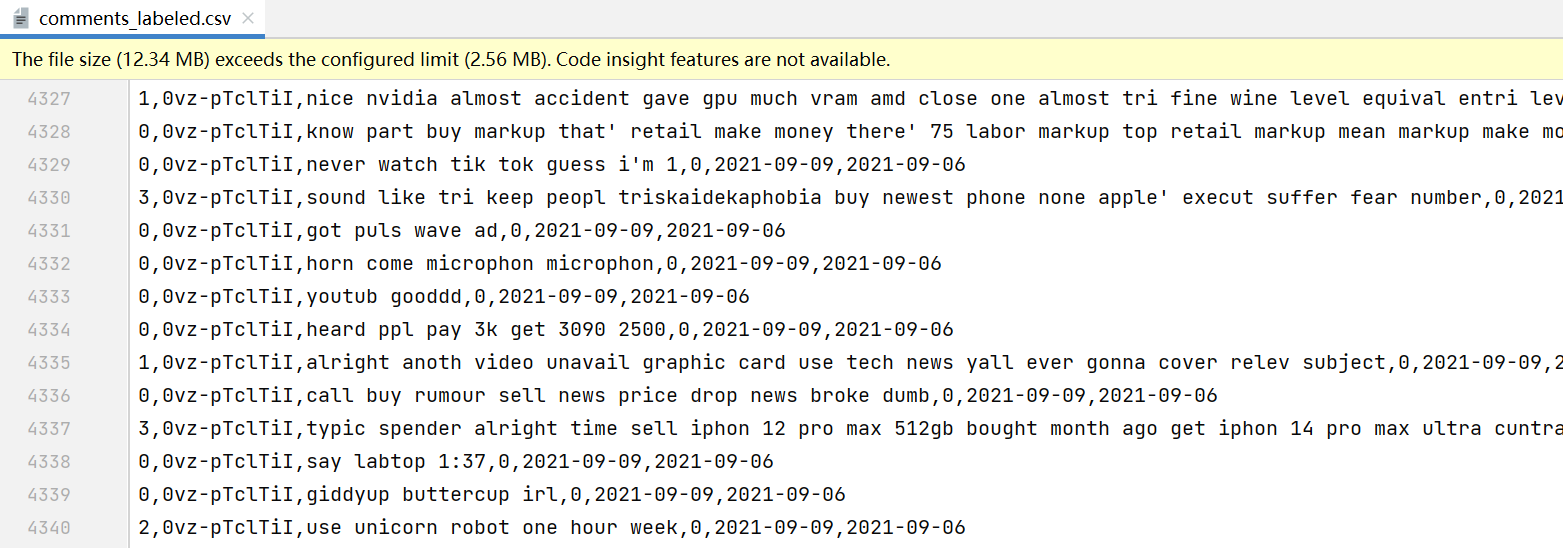 comments_labeled.csv
The file size (12.34 MB) exceeds the configured limit (2.56 MB). Code insight features are not available.
4327 1,0vz-pTclTiI,nice nvidia almost accident gave gpu much vram amd close one almost tri fine wine level equival entri lev
4328 0,0vz-pTclTiI,know part buy markup that' retail make money there' 75 labor markup top retail markup mean markup make mo
4329 0,0vz-pTclTiI,never watch tik tok guess i'm 1,0,2021-09-09,2021-09-06
4330 3,0vz-pTclTiI,sound like tri keep peopl triskaidekaphobia buy newest phone none apple' execut suffer fear number,0,2021
4331 0,0vz-pTclTiI,got puls wave ad,0,2021-09-09,2021-09-06
4332 0,0vz-pTclTiI,horn come microphon microphon,0,2021-09-09,2021-09-06
4333 0,0vz-pTclTiI,youtub gooddd,0,2021-09-09,2021-09-06
4334 0,0vz-pTclTiI,heard ppl pay 3k get 3090 2500,0,2021-09-09,2021-09-06
4335 1,0vz-pTclTiI,alright anoth video unavail graphic card use tech news yall ever gonna cover relev subject,0,2021-09-09,2
4336 0,0vz-pTclTiI,call buy rumour sell news price drop news broke dumb,0,2021-09-09,2021-09-06
4337 3,0vz-pTclTiI,typic spender alright time sell iphon 12 pro max 512gb bought month ago get iphon 14 pro max ultra cuntra
4338 0,0vz-pTclTiI,say labtop 1:37,0,2021-09-09,2021-09-06
4339 0,0vz-pTclTiI,giddyup buttercup irl,0,2021-09-09,2021-09-06
4340 2,0vz-pTclTiI,use unicorn robot one hour week,0,2021-09-09,2021-09-06